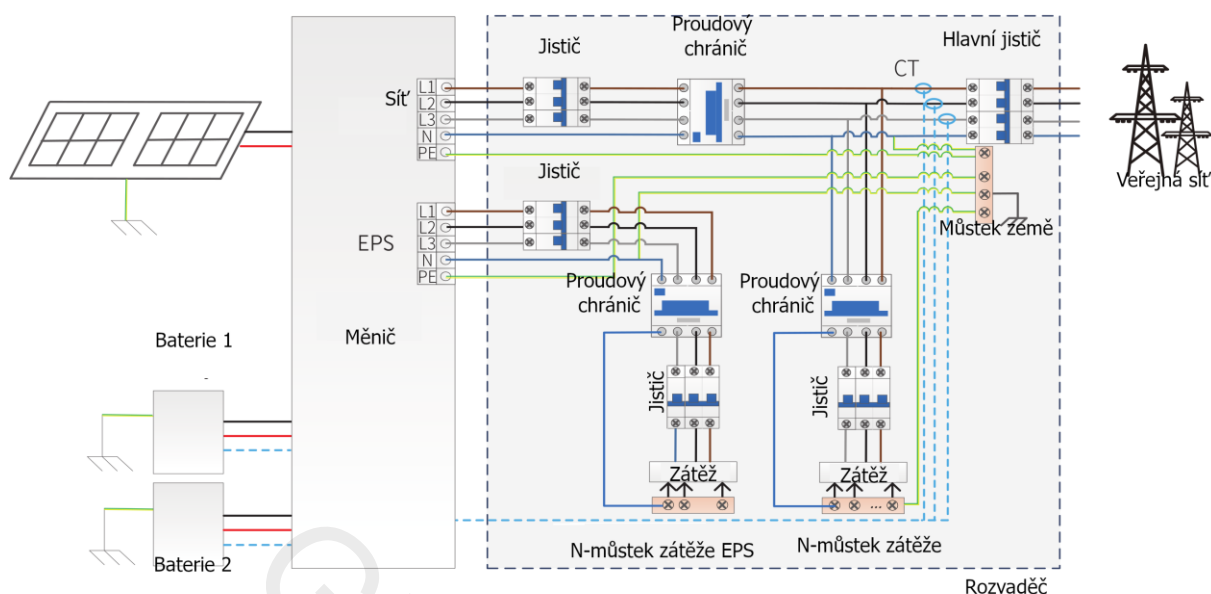 Proudový
chránič
Jistič
Hlavní jistič
CT
Síť
L1
L2
L3
N
PE
Veřejná síť
Jistič
Můstek země
EPS
L1
L2
L3
N
PE
Proudový
chránič
Proudový
chránič
Měnič
Baterie 1
Jistič
Jistič
Zátěž
Zátěž
...
Baterie 2
N-můstek zátěže EPS
N-můstek zátěže
Rozvaděč